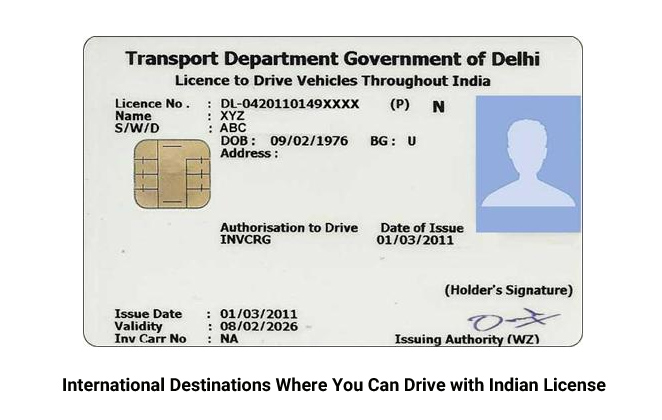 Transport Department Government of Delhi
Licence to Drive Vehicles Throughout India
Licence No. : DL-0420110149XXXX (P) N
Name : XYZ
S/W/D : ABC
DOB : 09/02/1976 BG : U
Address :
Authorisation to Drive Date of Issue
INVCRG 01/03/2011
(Holder's Signature)
Issue Date : 01/03/2011
Validity : 08/02/2026
Inv Carr No : NA Issuing Authority (WZ)
International Destinations Where You Can Drive with Indian License